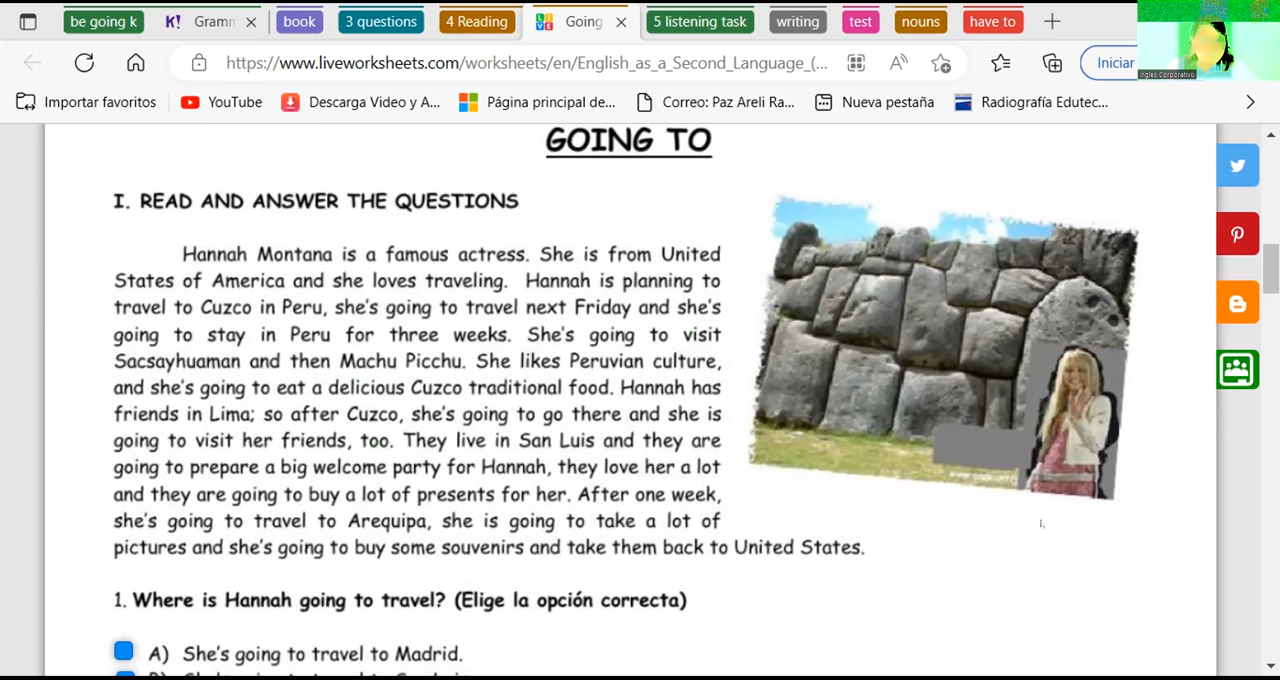 be going k
Gramn
book
3 questions
4 Reading
Going
5 listening task
writing
test
nouns
have to
https://www.liveworksheets.com/worksheets/en/English_as_a_Second_Language_(...
Iniciar
Ingles Corporativo
Importar favoritos
YouTube
Descarga Video y A...
Página principal de...
Correo: Paz Areli Ra...
Nueva pestaña
Radiografía Edutec...
GOING TO
I. READ AND ANSWER THE QUESTIONS
Hannah Montana is a famous actress. She is from United
States of America and she loves traveling. Hannah is planning to
travel to Cuzco in Peru, she's going to travel next Friday and she's
going to stay in Peru for three weeks. She's going to visit
Sacsayhuaman and then Machu Picchu. She likes Peruvian culture,
and she's going to eat a delicious Cuzco traditional food. Hannah has
friends in Lima; so after Cuzco, she's going to go there and she is
going to visit her friends, too. They live in San Luis and they are
going to prepare a big welcome party for Hannah, they love her a lot
and they are going to buy a lot of presents for her. After one week,
she's going to travel to Arequipa, she is going to take a lot of
pictures and she's going to buy some souvenirs and take them back to United States.
1. Where is Hannah going to travel? (Elige la opción correcta)
A) She's going to travel to Madrid.